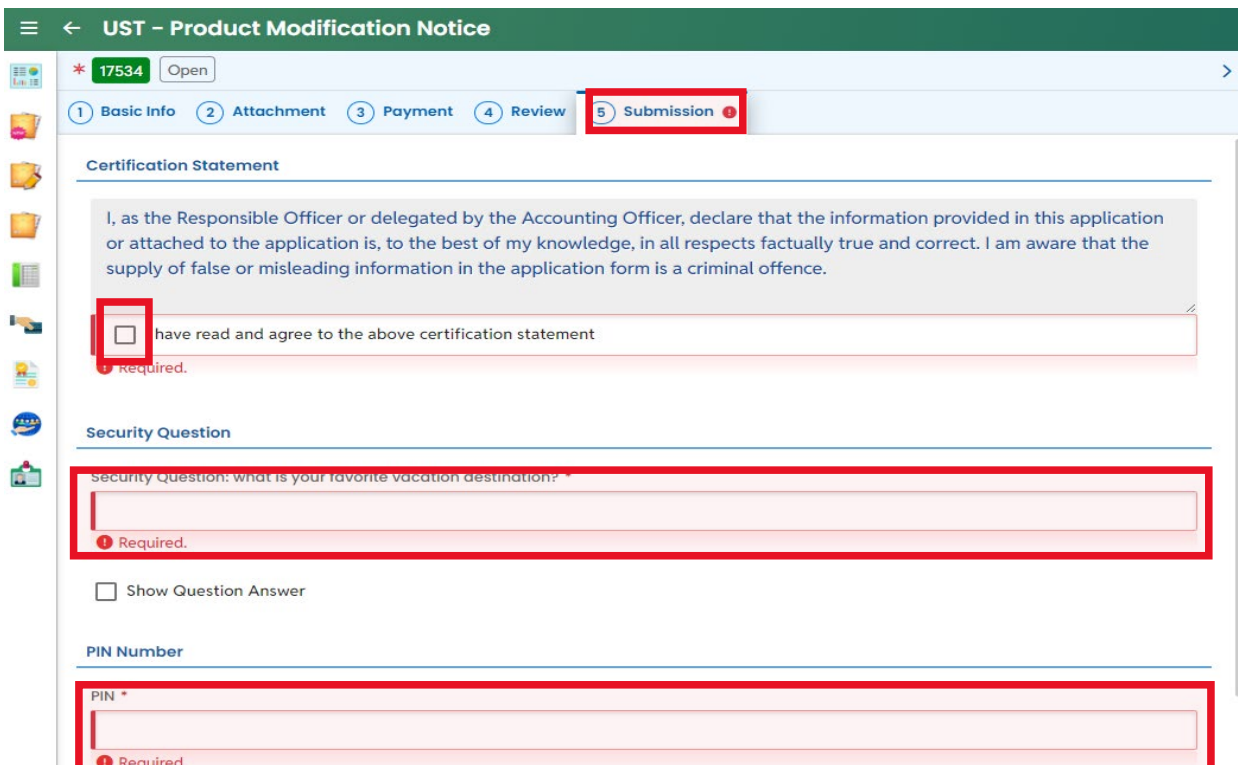 UST - Product Modification Notice
* 17534 Open
1 Basic Info 2 Attachment 3 Payment 4 Review 5 Submission
Certification Statement
I, as the Responsible Officer or delegated by the Accounting Officer, declare that the information provided in this application
or attached to the application is, to the best of my knowledge, in all respects factually true and correct. I am aware that the
supply of false or misleading information in the application form is a criminal offence.
have read and agree to the above certification statement
Required.
Security Question
Security Question: what is your favorite vacation destination? *
Required.
Show Question Answer
PIN Number
PIN *
Required